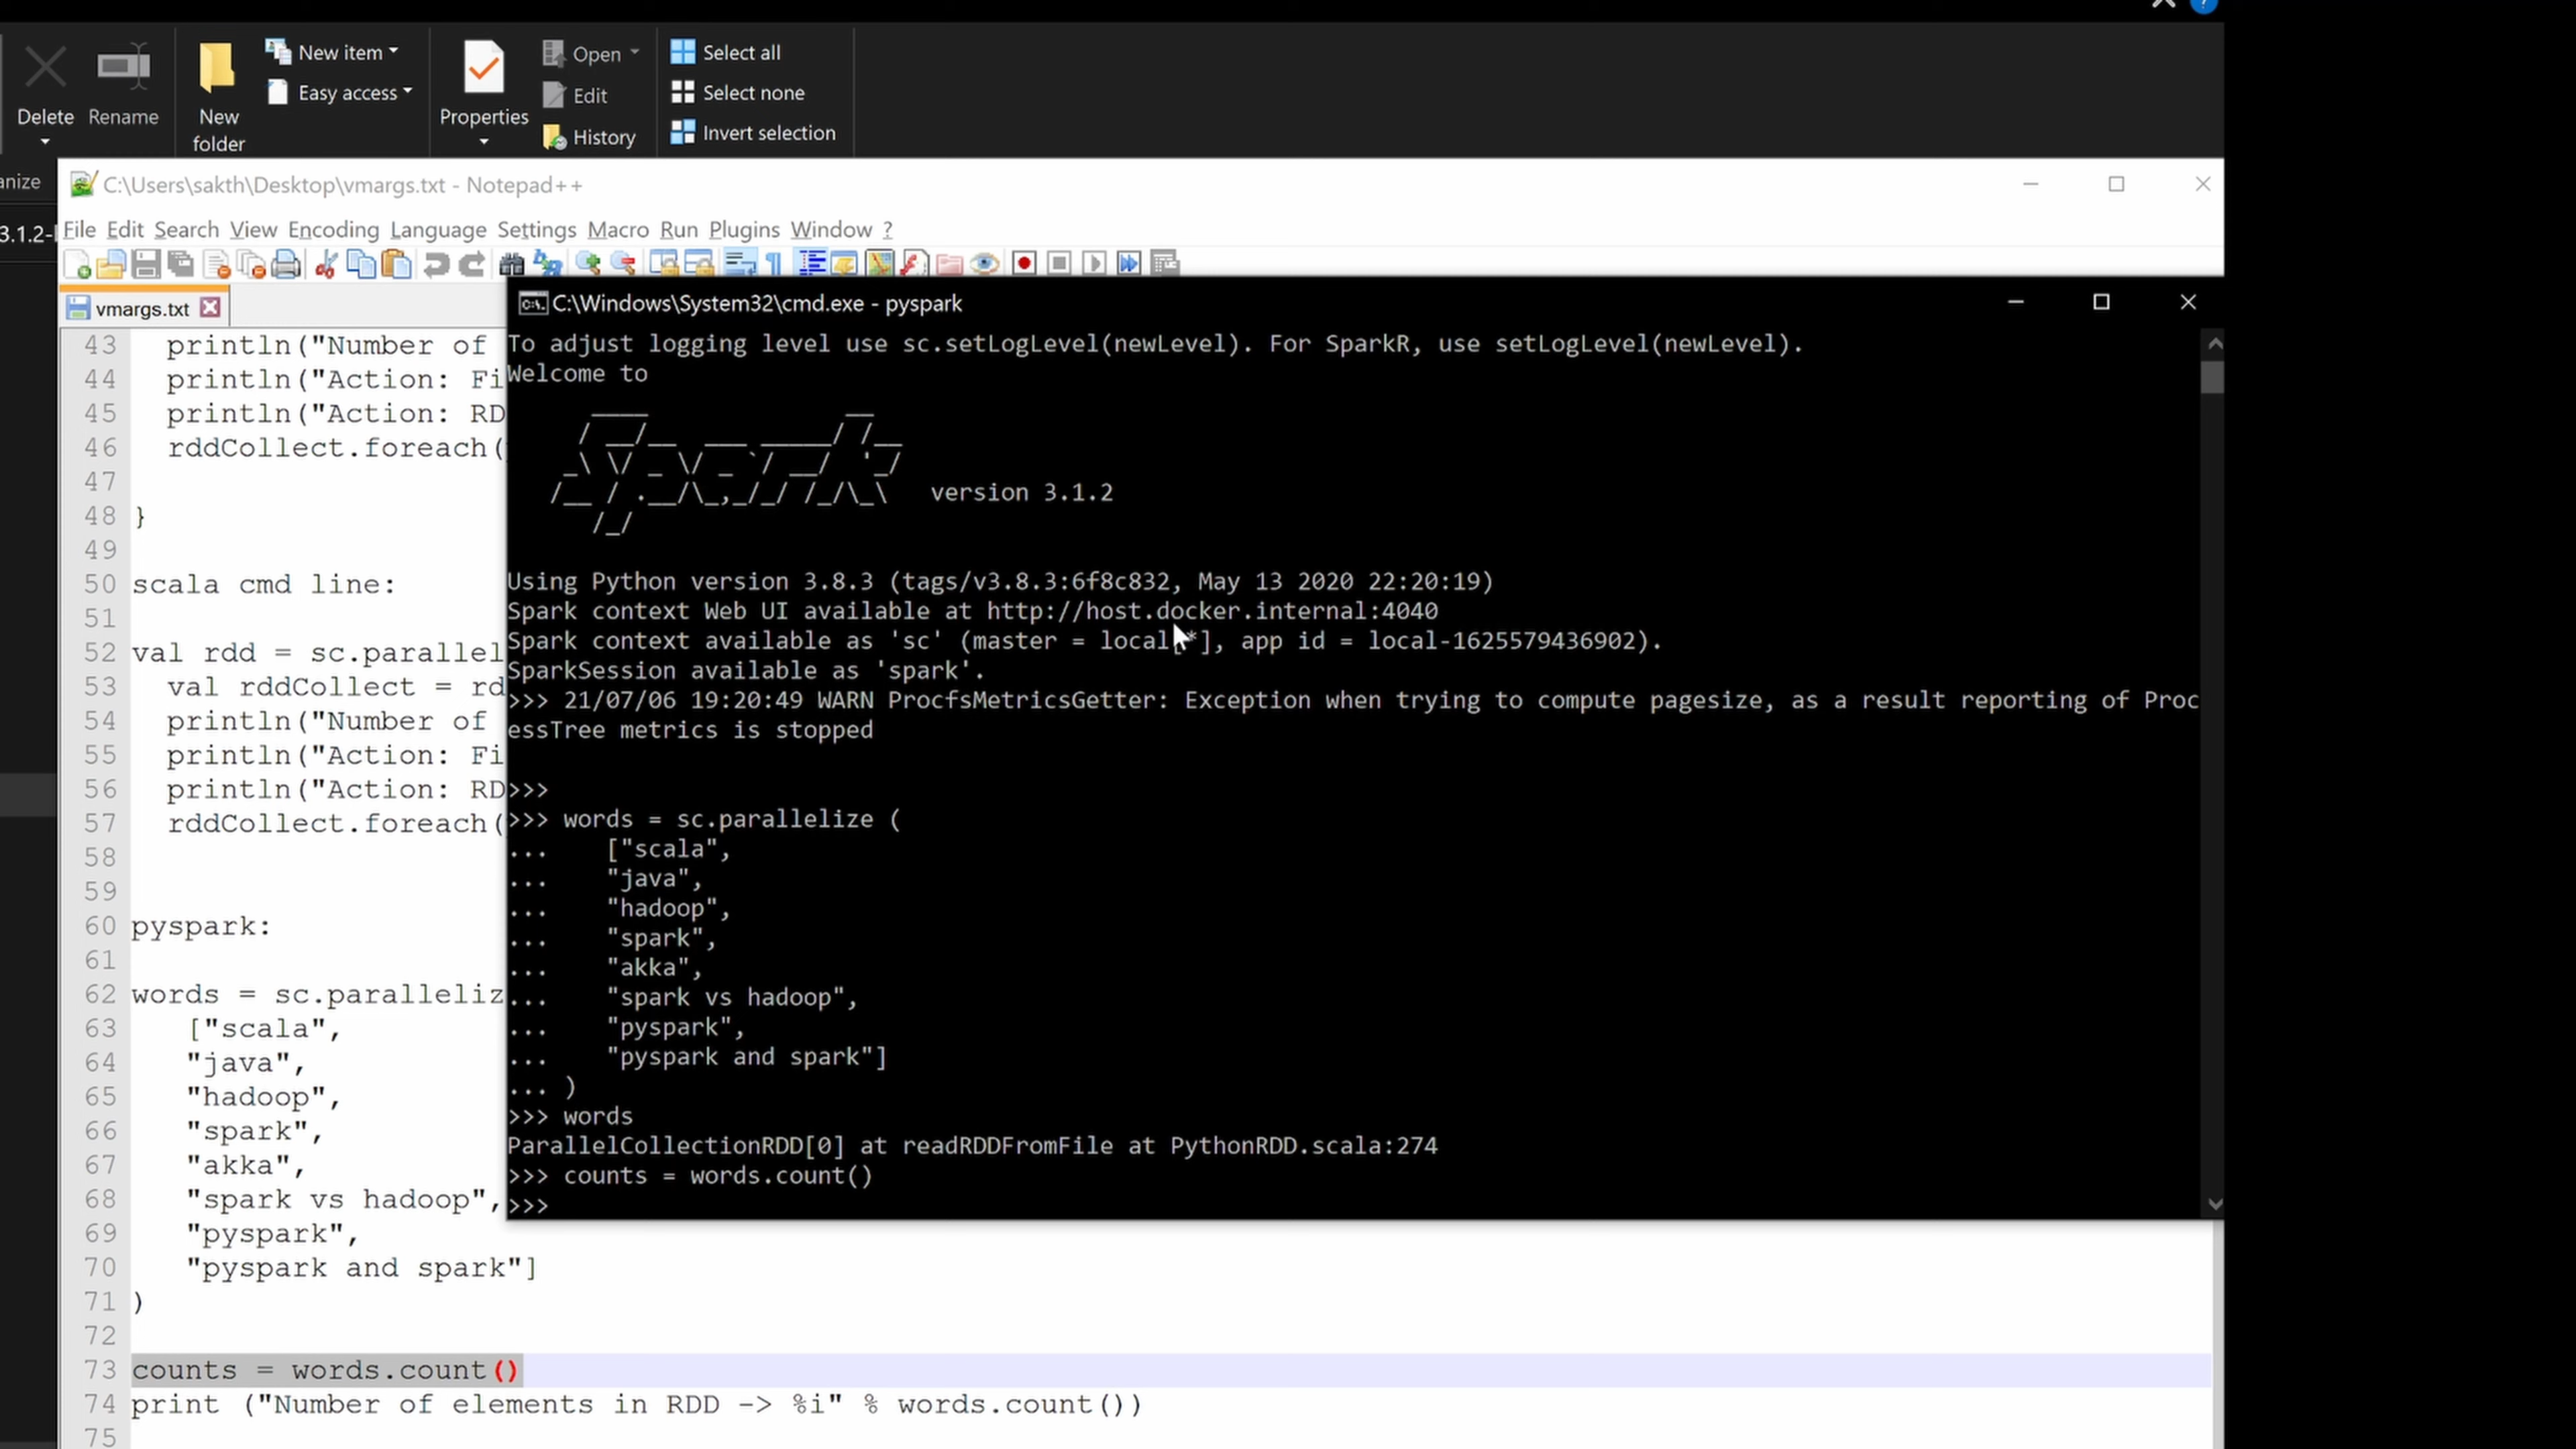 New item
Open
Select all
Easy access
Edit
Select none
Delete
Rename
New
folder
Properties
History
Invert selection
anize
C:\Users\sakth\Desktop\vmargs.txt - Notepad++
3.1.2-
File Edit Search View Encoding Language Settings Macro Run Plugins Window ?
vmargs.txt
43 println("Number of
44 println("Action: Fi
45 println("Action: RD
46 rddCollect.foreach(
47
48 }
49
50 scala cmd line:
51
52 val rdd = sc.parallel
53 val rddCollect = rd
54 println("Number of
55 println("Action: Fi
56 println("Action: RD
57 rddCollect.foreach(
58
59
60 pyspark:
61
62 words = sc.paralleliz
63 ["scala",
64 "java",
65 "hadoop",
66 "spark",
67 "akka",
68 "spark vs hadoop",
69 "pyspark",
70 "pyspark and spark"]
71 )
72
73 counts = words.count()
74 print ("Number of elements in RDD -> %i" % words.count())
75
C:\Windows\System32\cmd.exe - pyspark
To adjust logging level use sc.setLogLevel(newLevel). For SparkR, use setLogLevel(newLevel).
Welcome to
Spark
version 3.1.2
Using Python version 3.8.3 (tags/v3.8.3:6f8c832, May 13 2020 22:20:19)
Spark context Web UI available at http://host.docker.internal:4040
Spark context available as 'sc' (master = local[*], app id = local-1625579436902).
SparkSession available as 'spark'.
>>> 21/07/06 19:20:49 WARN ProcfsMetricsGetter: Exception when trying to compute pagesize, as a result reporting of Proc
essTree metrics is stopped
>>>
>>> words = sc.parallelize (
... ["scala",
... "java",
... "hadoop",
... "spark",
... "akka",
... "spark vs hadoop",
... "pyspark",
... "pyspark and spark"]
... )
>>> words
ParallelCollectionRDD[0] at readRDDFromFile at PythonRDD.scala:274
>>> counts = words.count()
>>>